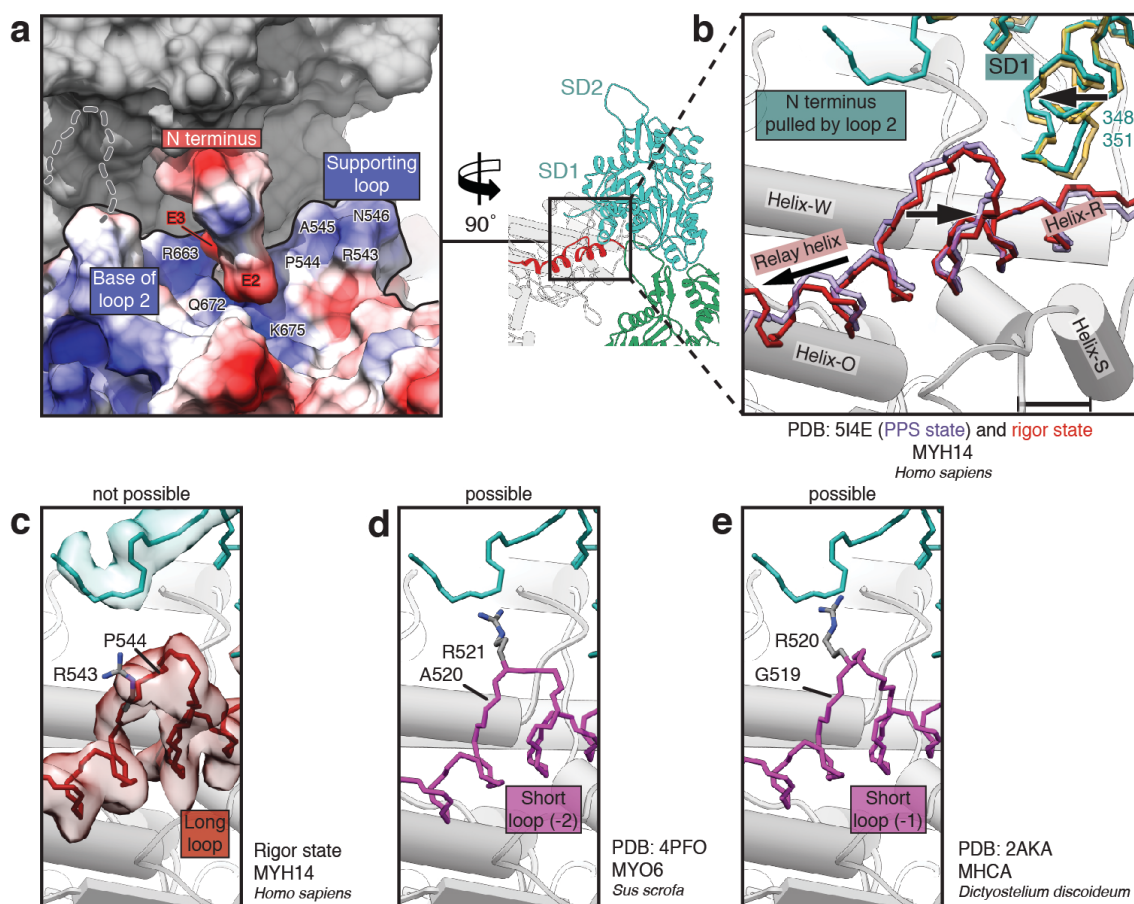 a
N terminus
Supporting
loop
E3
A545
N546
R663
P544
R543
Base of
loop 2
E2
Q672
K675
90°
SD2
SD1
b
SD1
N terminus
pulled by loop 2
348
351
Helix-W
Helix-R
Relay helix
Helix-O
Helix-S
PDB: 5I4E (PPS state) and rigor state
MYH14
Homo sapiens
not possible
c
P544
R543
Long
loop
Rigor state
MYH14
Homo sapiens
possible
d
R521
A520
Short
loop (-2)
PDB: 4PFO
MYO6
Sus scrofa
possible
e
R520
G519
Short
loop (-1)
PDB: 2AKA
MHCA
Dictyostelium discoideum